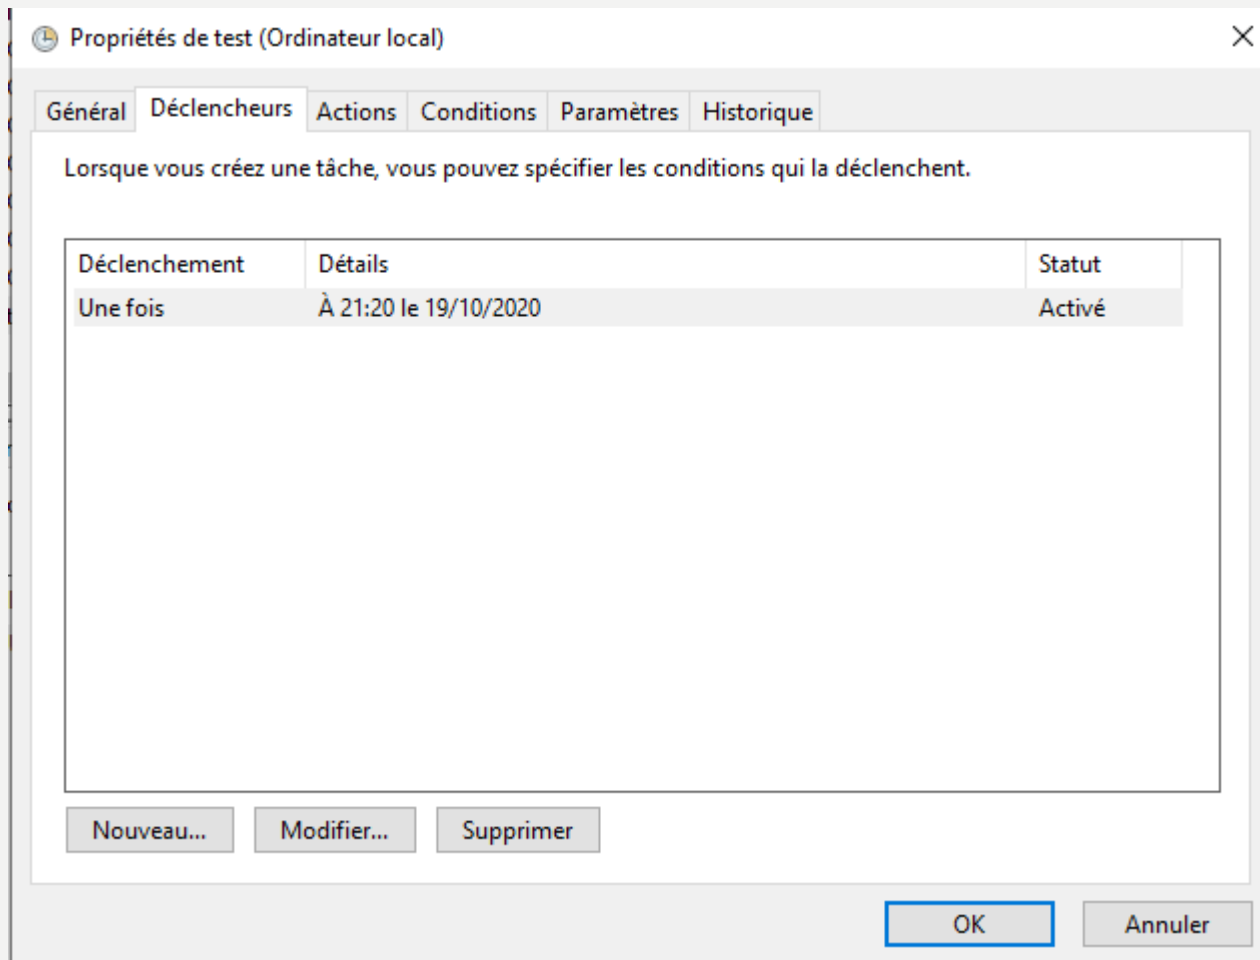 Propriétés de test (Ordinateur local)
Général Déclencheurs Actions Conditions Paramètres Historique
Lorsque vous créez une tâche, vous pouvez spécifier les conditions qui la déclenchent.
Déclenchement Détails Statut
Une fois À 21:20 le 19/10/2020 Activé
Nouveau... Modifier... Supprimer
OK Annuler